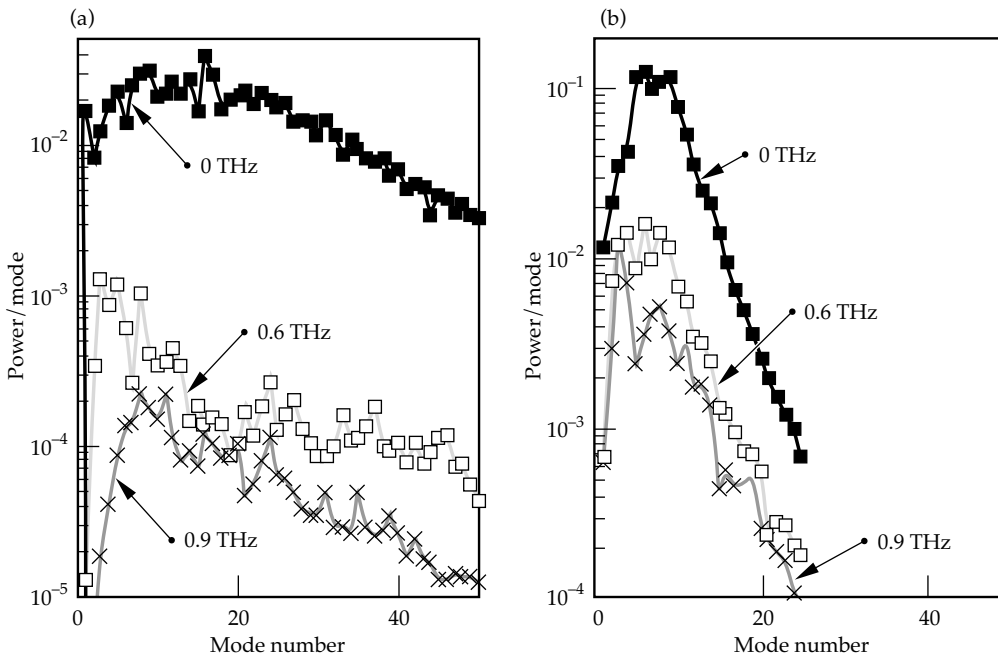 (a)
Power/mode
10⁻²
10⁻³
10⁻⁴
10⁻⁵
0 THz
0.6 THz
0.9 THz
0
20
40
Mode number
(b)
Power/mode
10⁻¹
10⁻²
10⁻³
10⁻⁴
0 THz
0.6 THz
0.9 THz
0
20
40
Mode number